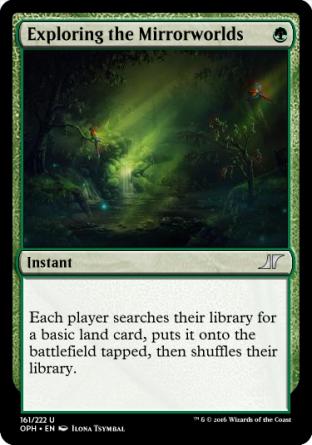 Exploring the Mirrorworlds
Instant
Each player searches their library for
a basic land card, puts it onto the
battlefield tapped, then shuffles their
library.
161/222 U
OPH • EN ILONA TSYMBAL
™ & © 2016 Wizards of the Coast